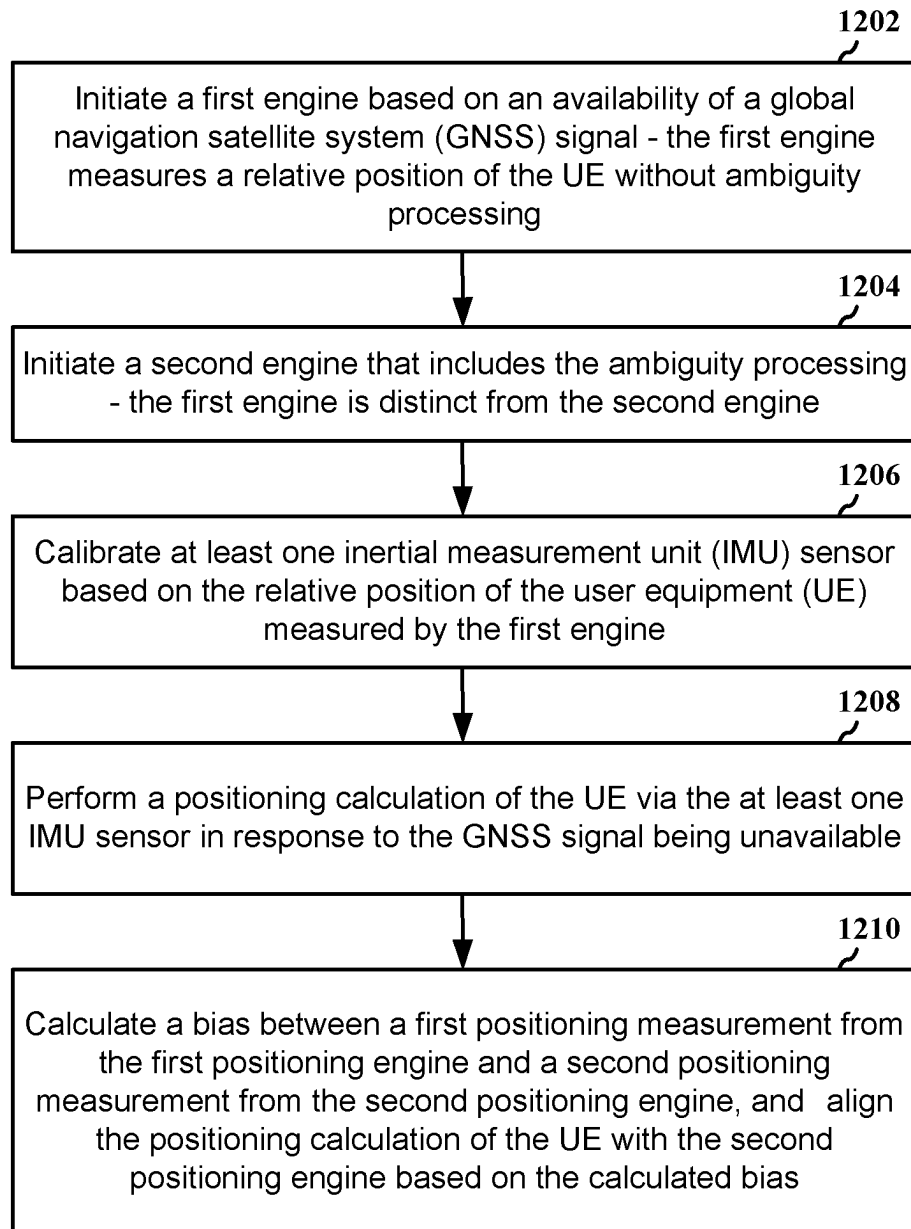 1202
Initiate a first engine based on an availability of a global
navigation satellite system (GNSS) signal - the first engine
measures a relative position of the UE without ambiguity
processing
1204
Initiate a second engine that includes the ambiguity processing
- the first engine is distinct from the second engine
1206
Calibrate at least one inertial measurement unit (IMU) sensor
based on the relative position of the user equipment (UE)
measured by the first engine
1208
Perform a positioning calculation of the UE via the at least one
IMU sensor in response to the GNSS signal being unavailable
1210
Calculate a bias between a first positioning measurement from
the first positioning engine and a second positioning
measurement from the second positioning engine, and align
the positioning calculation of the UE with the second
positioning engine based on the calculated bias